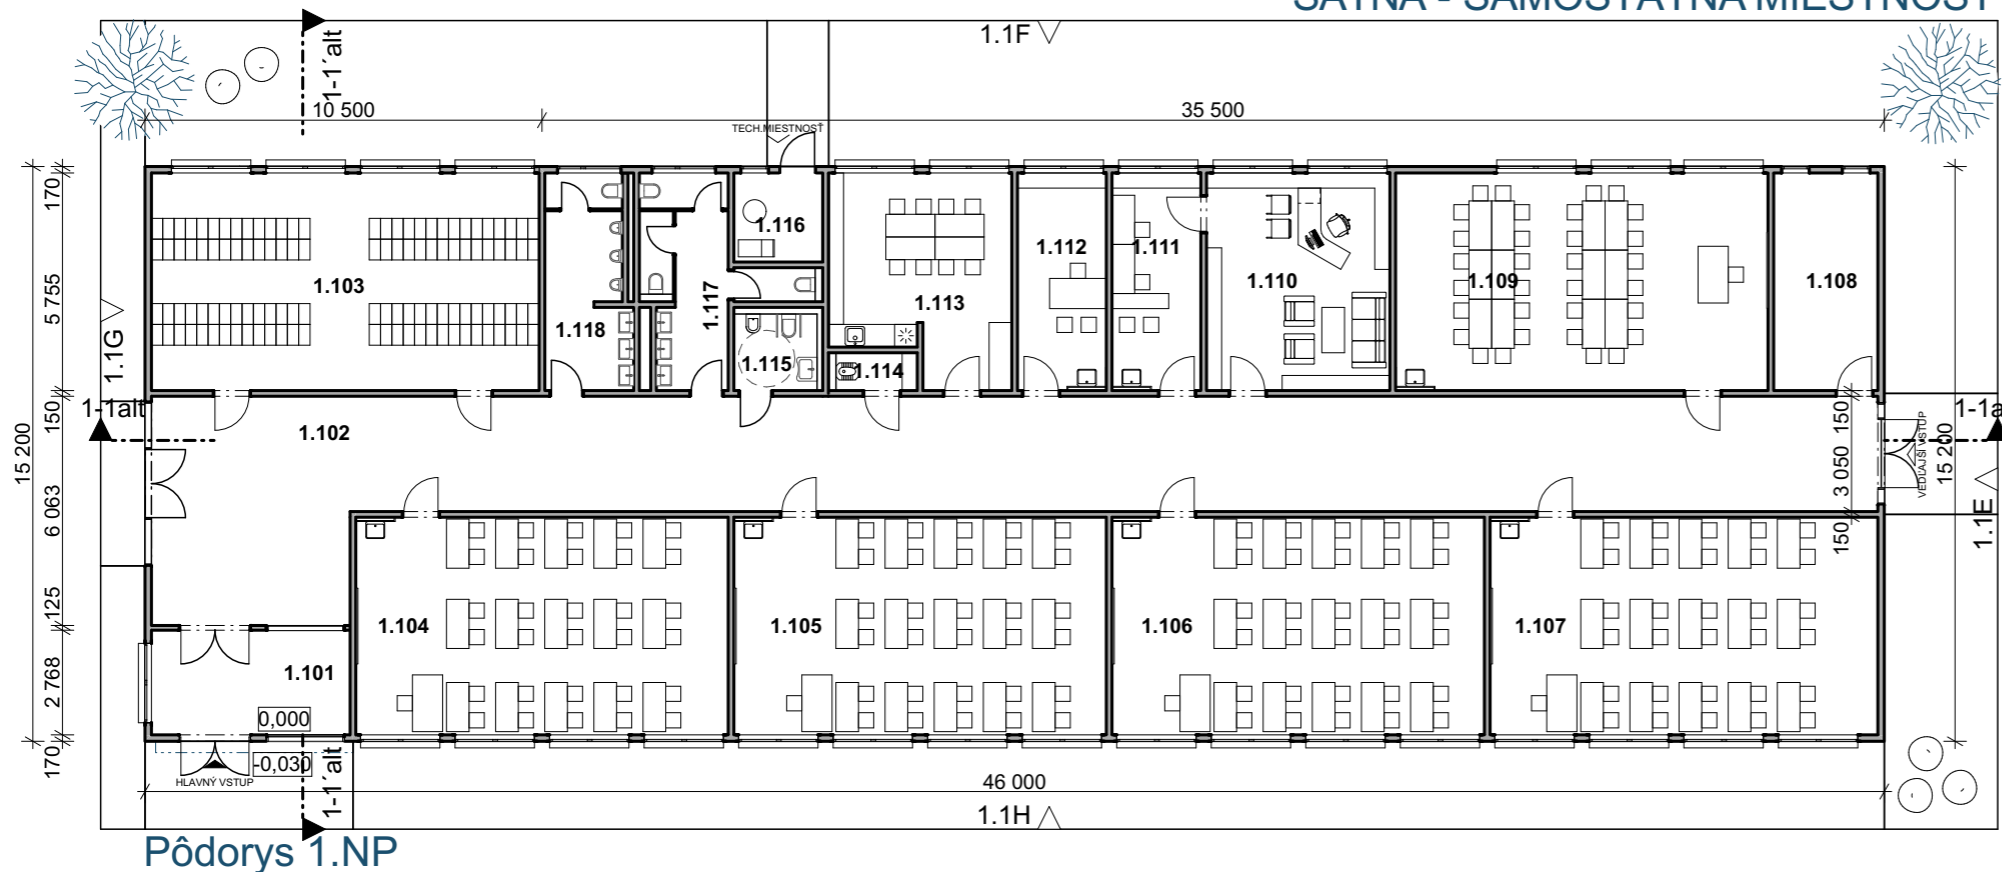 ŠATŇA - SAMOSTATNÁ MIESTNOSŤ
1.1F
1-1´alt
10 500
35 500
TECH.MIESTNOSŤ
170
5 755
150
6 063
125
2 768
170
15 200
1.1G
1-1alt
1.103
1.118
1.117
1.116
1.115
1.114
1.113
1.112
1.111
1.110
1.109
1.108
1.102
1.104
1.105
1.106
1.107
1.101
0,000
-0,030
HLAVNÝ VSTUP
1-1´alt
150
3 050
150
VEDĽAJŠÍ VSTUP
15 200
1-1a
1.1E
46 000
1.1H
Pôdorys 1.NP